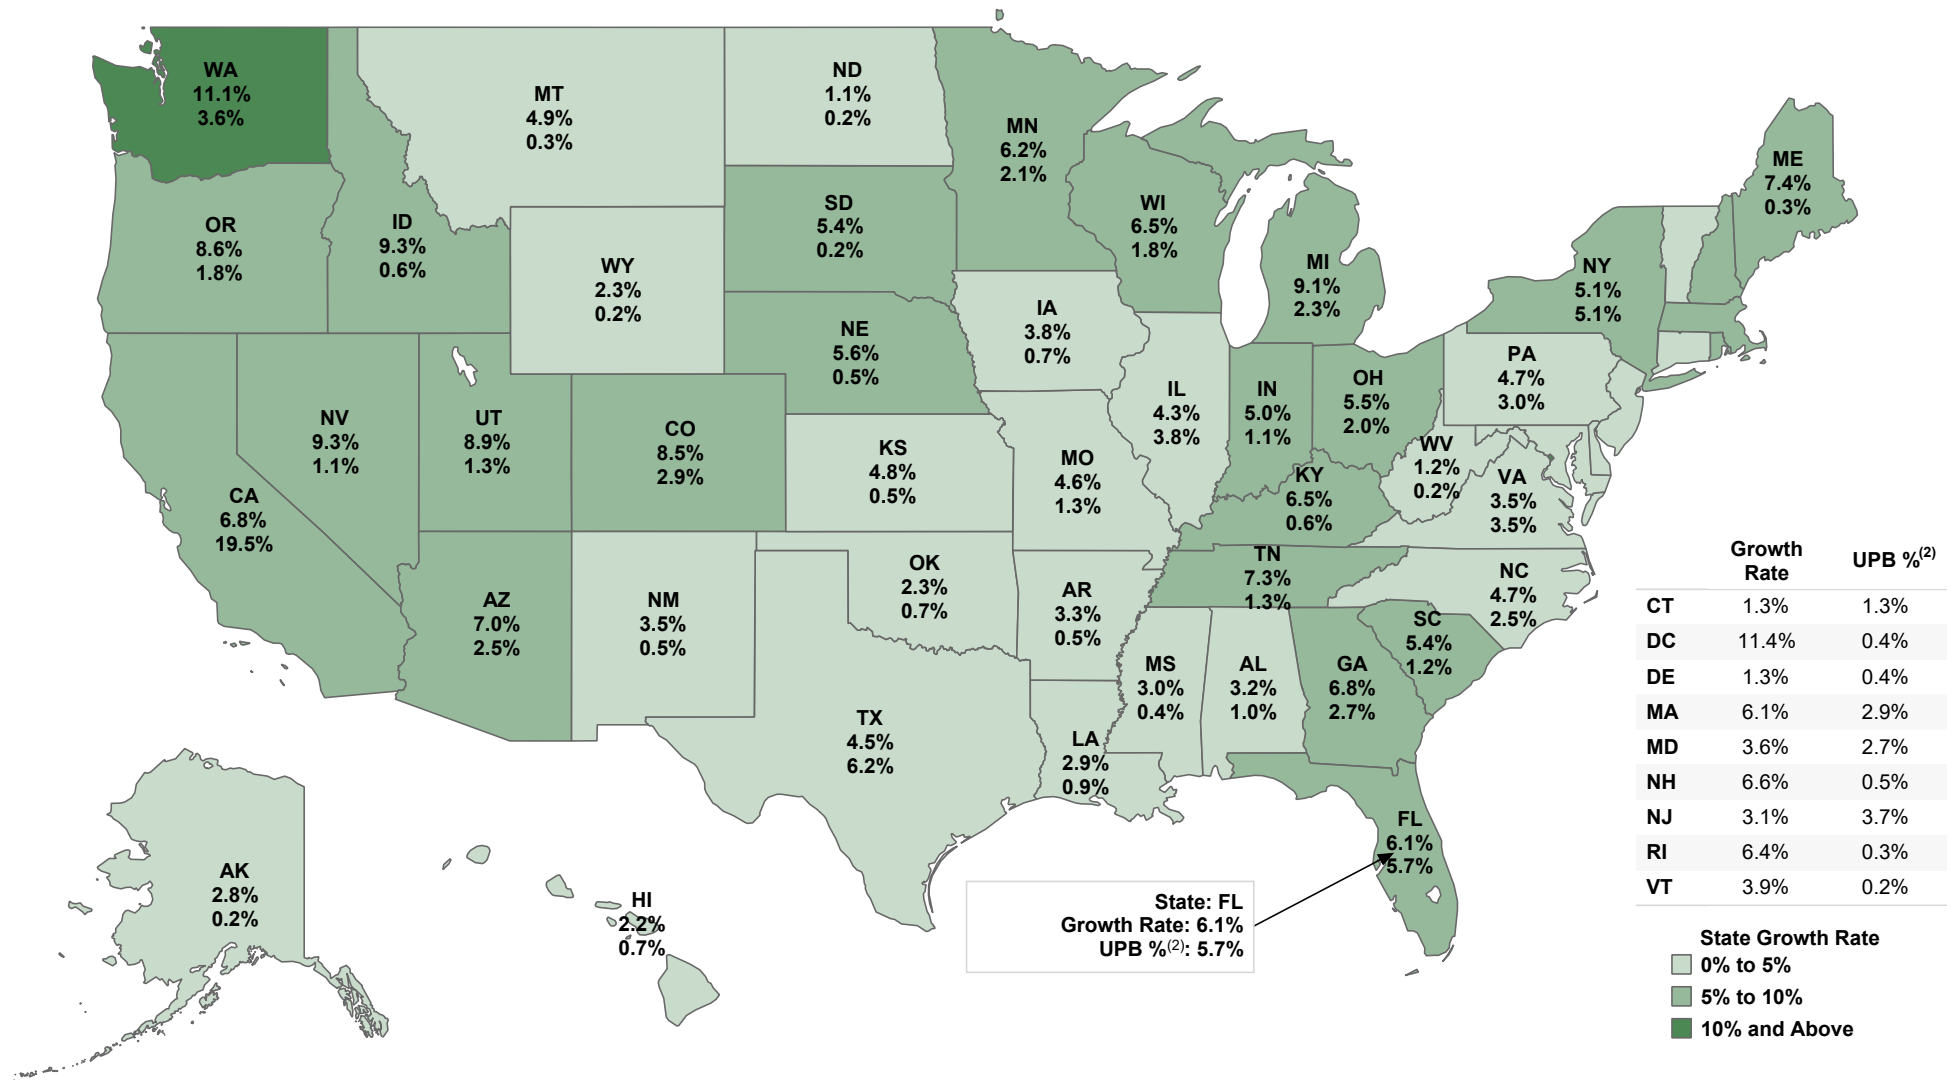 WA
11.1%
3.6%
MT
4.9%
0.3%
ND
1.1%
0.2%
MN
6.2%
2.1%
ME
7.4%
0.3%
OR
8.6%
1.8%
ID
9.3%
0.6%
WY
2.3%
0.2%
SD
5.4%
0.2%
WI
6.5%
1.8%
MI
9.1%
2.3%
NY
5.1%
5.1%
NE
5.6%
0.5%
IA
3.8%
0.7%
PA
4.7%
3.0%
NV
9.3%
1.1%
UT
8.9%
1.3%
CO
8.5%
2.9%
IL
4.3%
3.8%
IN
5.0%
1.1%
OH
5.5%
2.0%
CA
6.8%
19.5%
KS
4.8%
0.5%
MO
4.6%
1.3%
KY
6.5%
0.6%
WV
1.2%
0.2%
VA
3.5%
3.5%
AZ
7.0%
2.5%
NM
3.5%
0.5%
OK
2.3%
0.7%
AR
3.3%
0.5%
TN
7.3%
1.3%
NC
4.7%
2.5%
SC
5.4%
1.2%
TX
4.5%
6.2%
LA
2.9%
0.9%
MS
3.0%
0.4%
AL
3.2%
1.0%
GA
6.8%
2.7%
FL
6.1%
5.7%
AK
2.8%
0.2%
HI
2.2%
0.7%
State: FL
Growth Rate: 6.1%
UPB %(2): 5.7%
Growth
Rate UPB %(2)
CT 1.3% 1.3%
DC 11.4% 0.4%
DE 1.3% 0.4%
MA 6.1% 2.9%
MD 3.6% 2.7%
NH 6.6% 0.5%
NJ 3.1% 3.7%
RI 6.4% 0.3%
VT 3.9% 0.2%
State Growth Rate
0% to 5%
5% to 10%
10% and Above